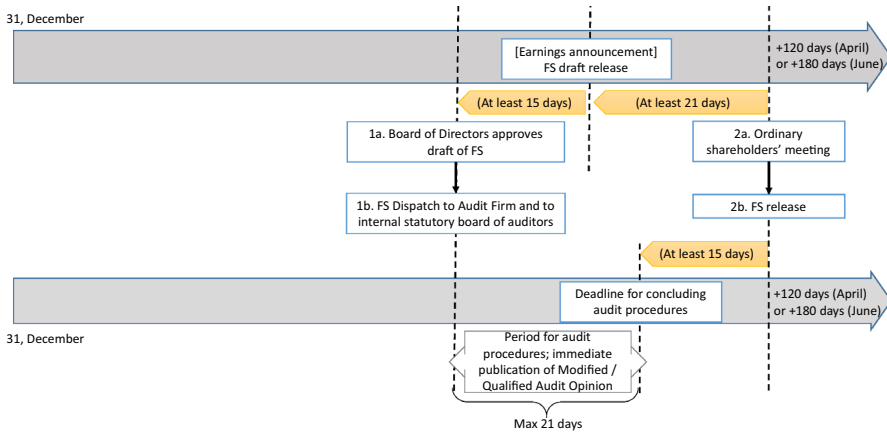 31, December
[Earnings announcement]
FS draft release
+120 days (April)
or +180 days (June)
(At least 15 days)
(At least 21 days)
1a. Board of Directors approves
draft of FS
2a. Ordinary
shareholders’ meeting
1b. FS Dispatch to Audit Firm and to
internal statutory board of auditors
2b. FS release
(At least 15 days)
Deadline for concluding
audit procedures
+120 days (April)
or +180 days (June)
31, December
Period for audit
procedures; immediate
publication of Modified /
Qualified Audit Opinion
Max 21 days